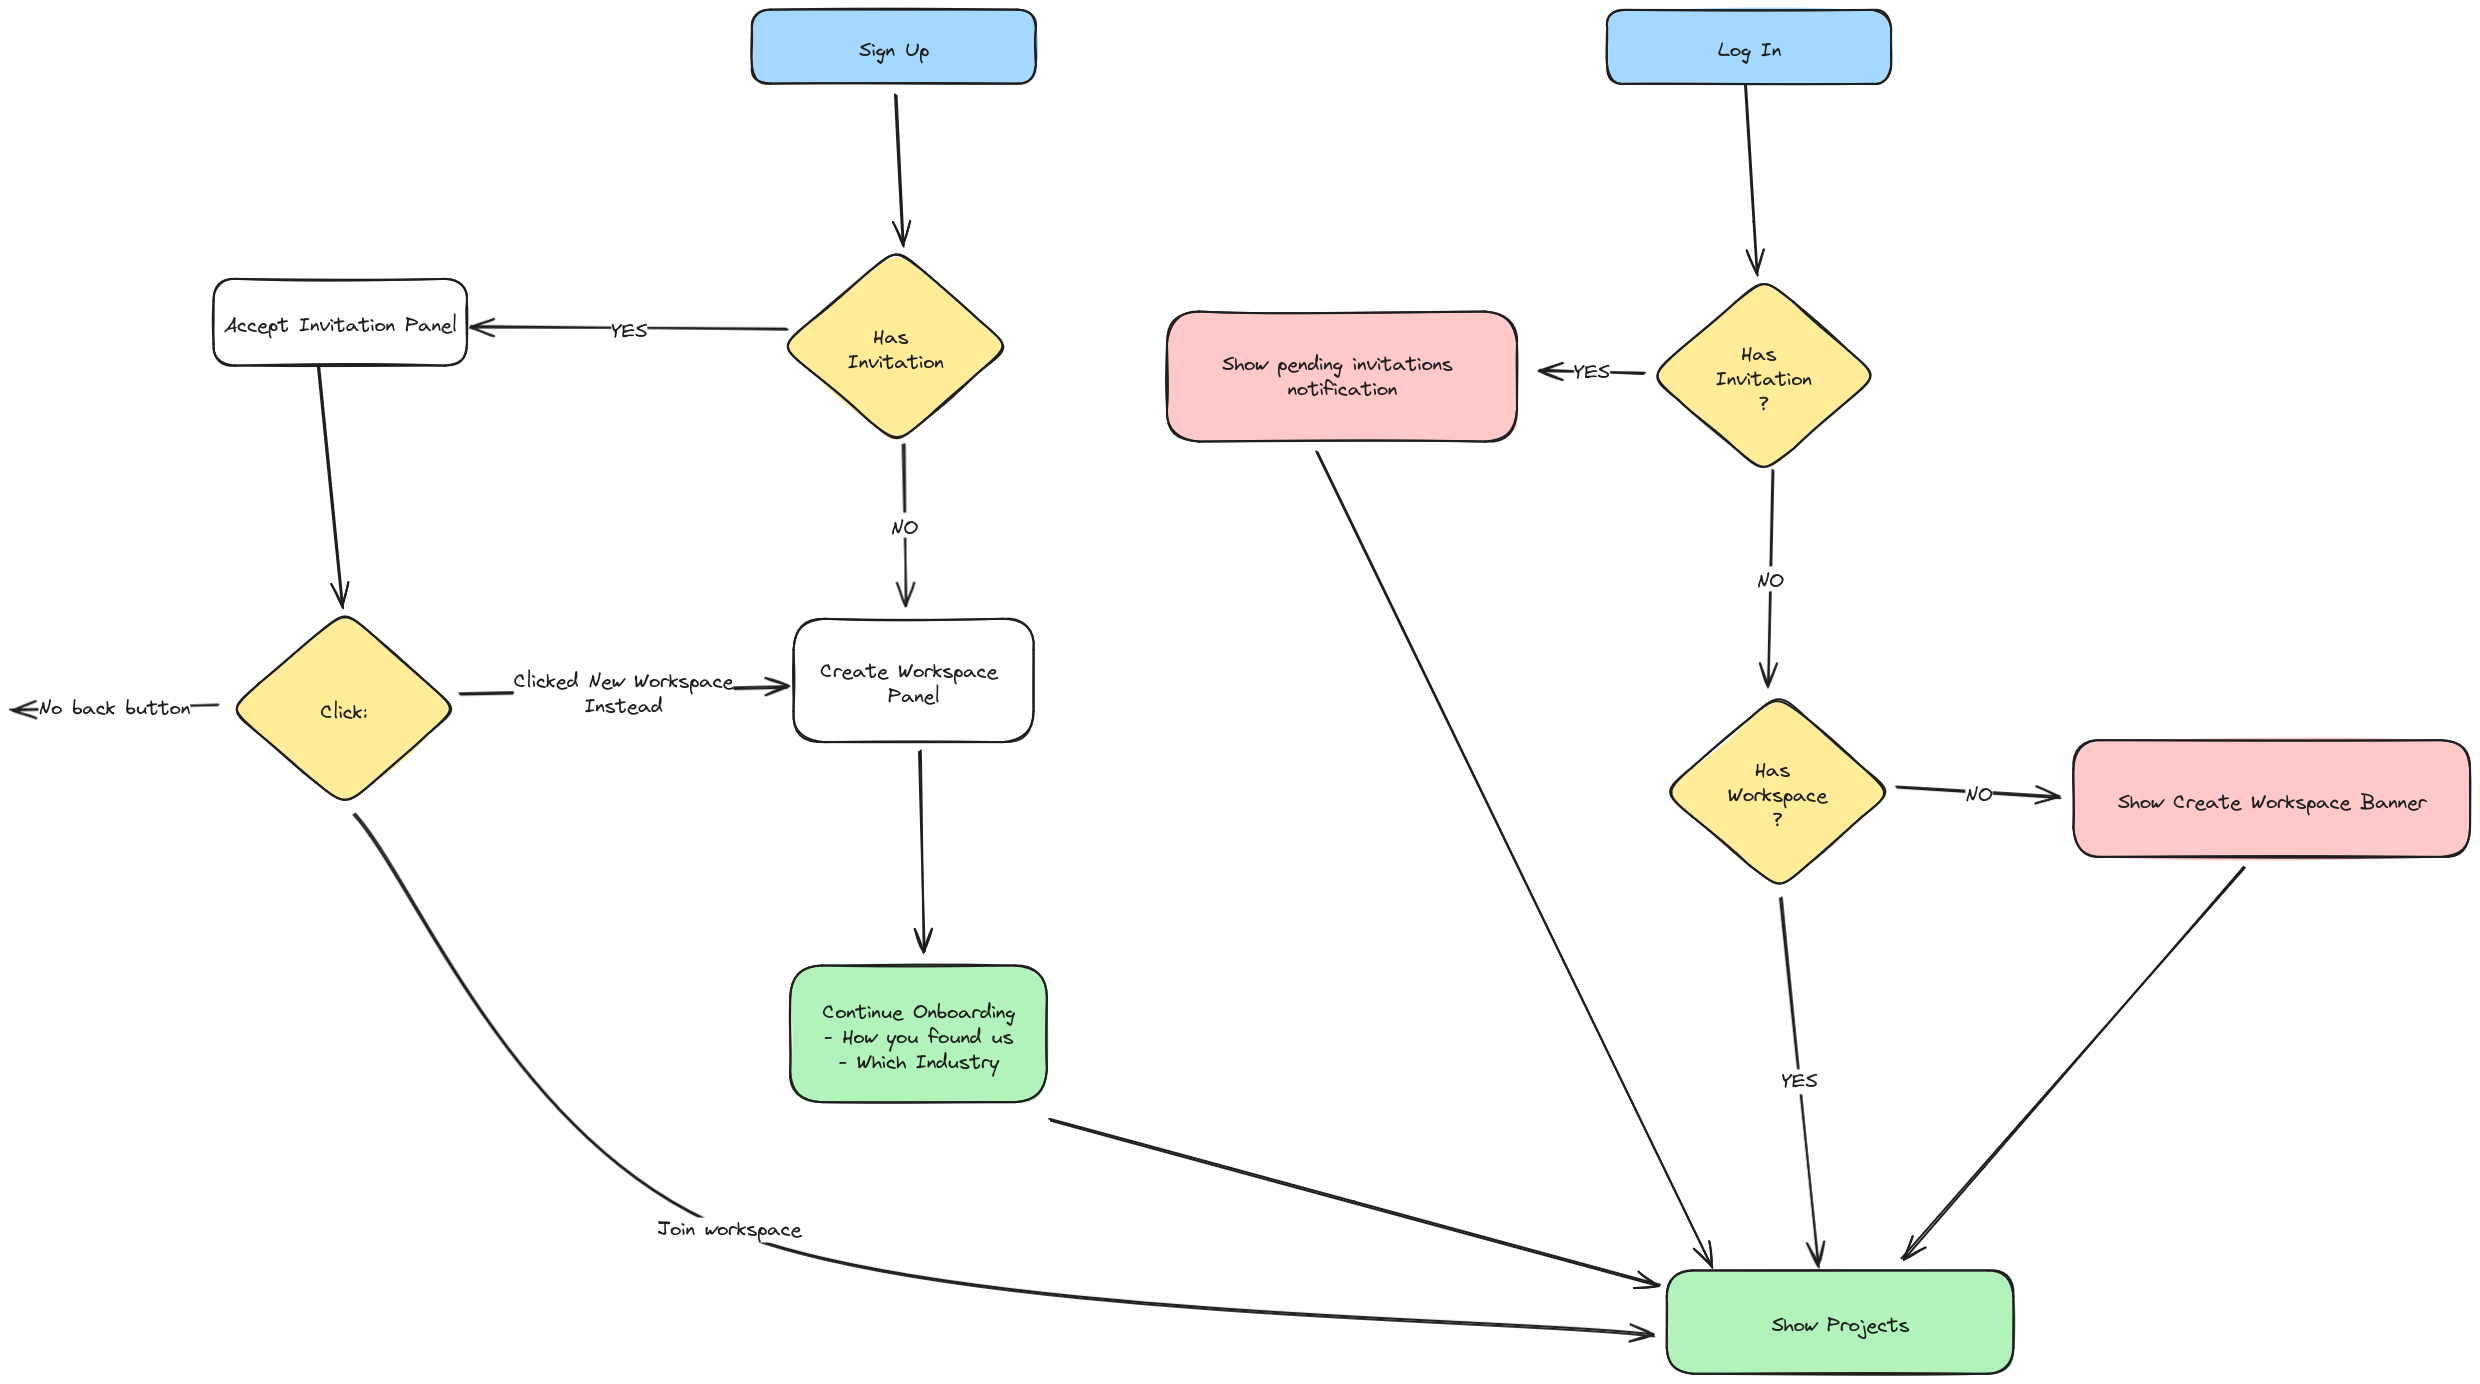 Sign Up
Log In
Accept Invitation Panel
YES
Has
Invitation
Show pending invitations
notification
YES
Has
Invitation
?
NO
NO
No back button
Click:
Clicked New Workspace
Instead
Create Workspace
Panel
Has
Workspace
?
NO
Show Create Workspace Banner
Continue Onboarding
- How you found us
- Which Industry
YES
Join workspace
Show Projects